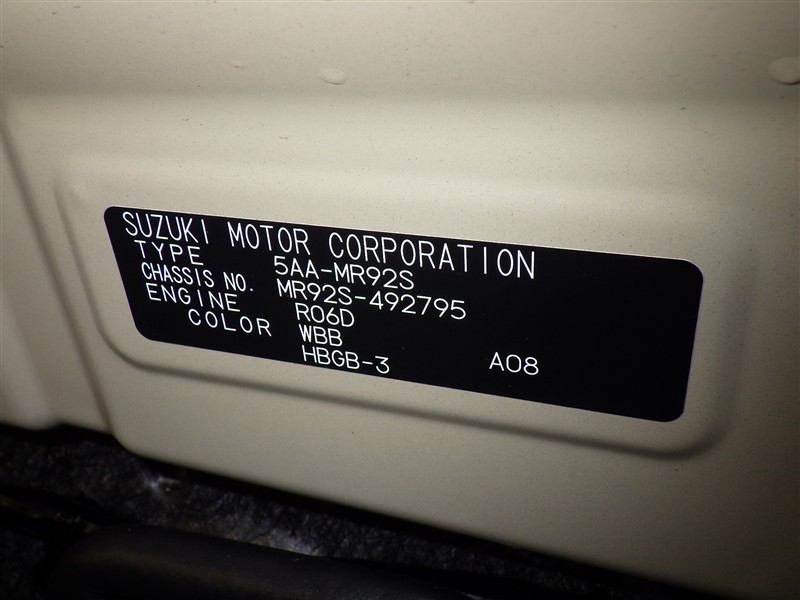 SUZUKI MOTOR CORPORATION
TYPE 5AA-MR92S
CHASSIS NO. MR92S-492795
ENGINE R06D
COLOR WBB
HBGB-3 A08